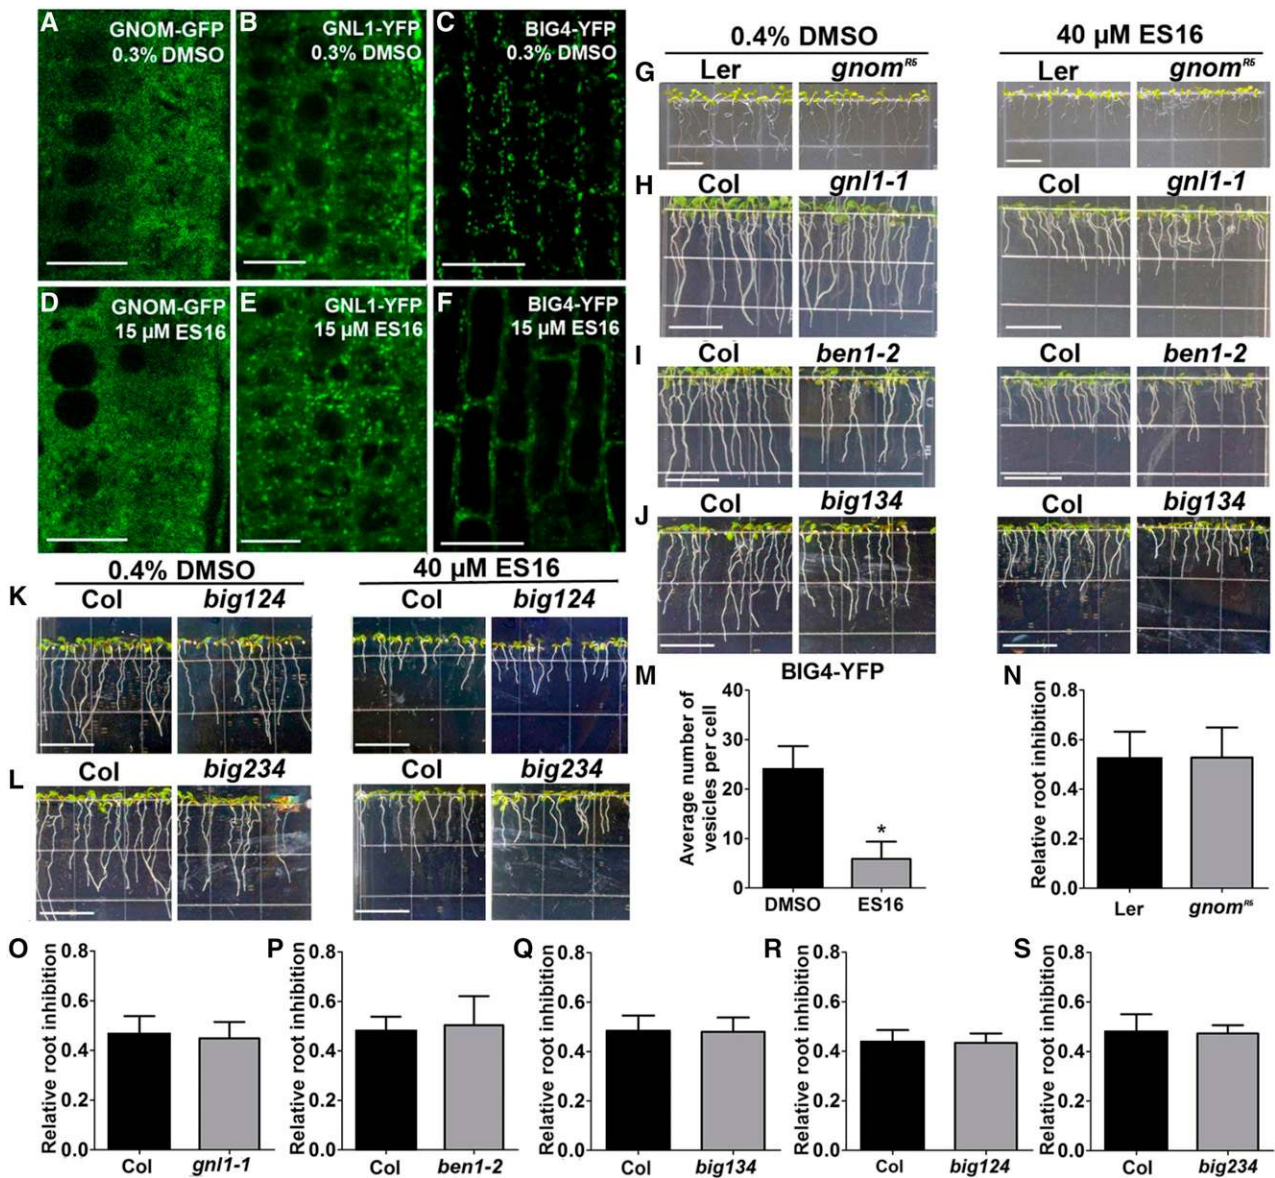 A
GNOM-GFP
0.3% DMSO
B
GNL1-YFP
0.3% DMSO
C
BIG4-YFP
0.3% DMSO
D
GNOM-GFP
15 µM ES16
E
GNL1-YFP
15 µM ES16
F
BIG4-YFP
15 µM ES16
0.4% DMSO
40 µM ES16
G
Ler
gnomR5
Ler
gnomR5
H
Col
gnl1-1
Col
gnl1-1
I
Col
ben1-2
Col
ben1-2
J
Col
big134
Col
big134
0.4% DMSO
40 µM ES16
K
Col
big124
Col
big124
L
Col
big234
Col
big234
M
BIG4-YFP
Average number of
vesicles per cell
40
30
20
10
0
*
DMSO
ES16
N
Relative root inhibition
0.8
0.6
0.4
0.2
0.0
Ler
gnomR5
O
Relative root inhibition
0.8
0.6
0.4
0.2
0.0
Col
gnl1-1
P
Relative root inhibition
0.8
0.6
0.4
0.2
0.0
Col
ben1-2
Q
Relative root inhibition
0.8
0.6
0.4
0.2
0.0
Col
big134
R
Relative root inhibition
0.8
0.6
0.4
0.2
0.0
Col
big124
S
Relative root inhibition
0.8
0.6
0.4
0.2
0.0
Col
big234